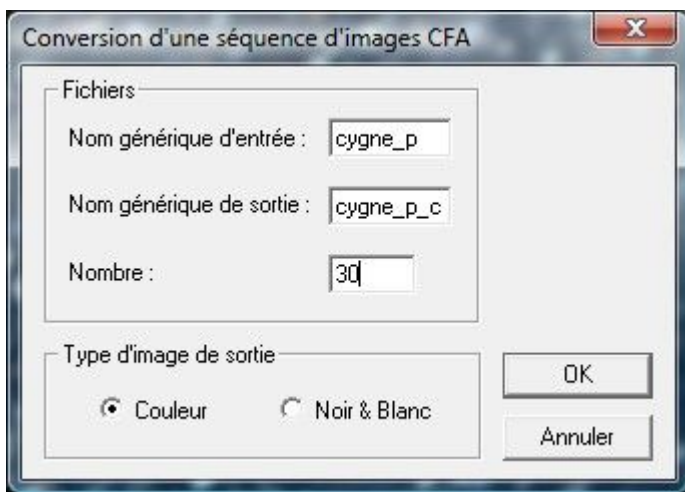 Conversion d'une séquence d'images CFA
Fichiers
Nom générique d'entrée : cygne_p
Nom générique de sortie : cygne_p_c
Nombre : 30
Type d'image de sortie
Couleur Noir & Blanc
OK
Annuler